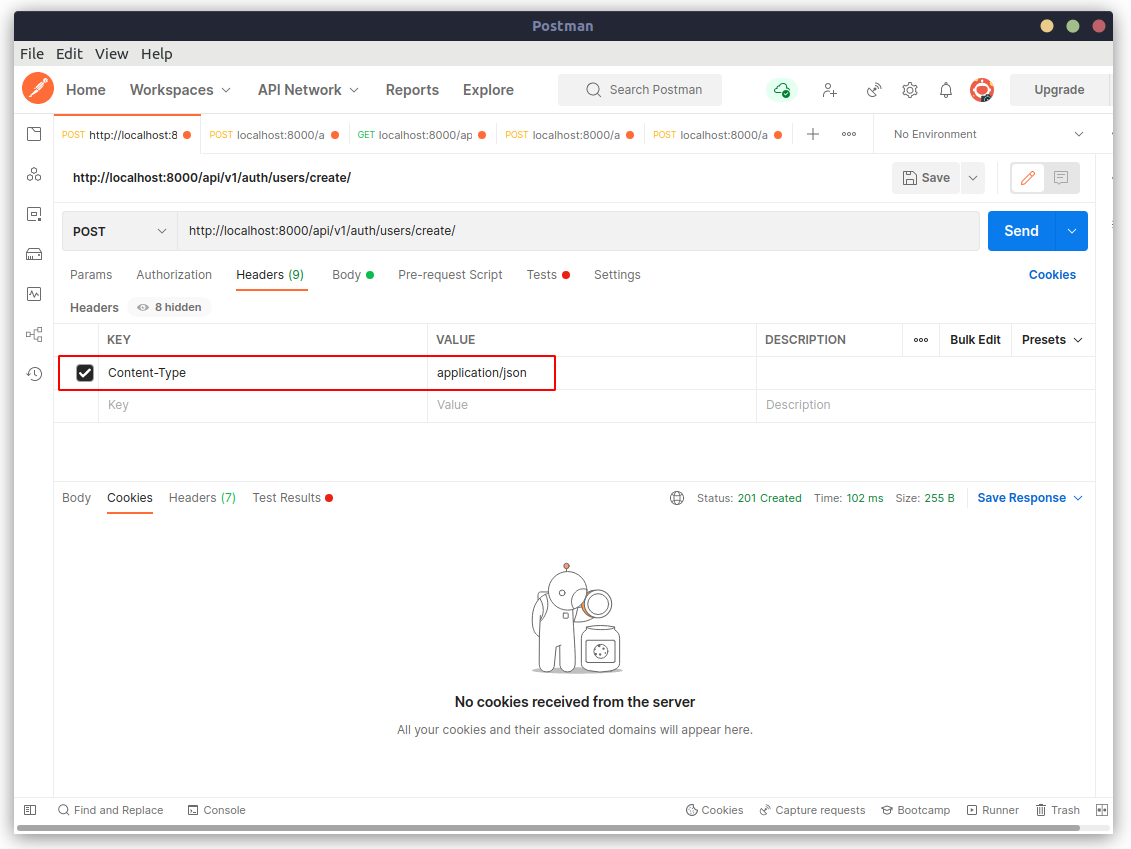 Postman
File Edit View Help
Home Workspaces API Network Reports Explore Search Postman Upgrade
POST http://localhost:8 POST localhost:8000/a GET localhost:8000/ap POST localhost:8000/a POST localhost:8000/a No Environment
http://localhost:8000/api/v1/auth/users/create/ Save
POST http://localhost:8000/api/v1/auth/users/create/ Send
Params Authorization Headers (9) Body Pre-request Script Tests Settings Cookies
Headers 8 hidden
KEY VALUE DESCRIPTION Bulk Edit Presets
Content-Type application/json
Key Value Description
Body Cookies Headers (7) Test Results Status: 201 Created Time: 102 ms Size: 255 B Save Response
No cookies received from the server
All your cookies and their associated domains will appear here.
Find and Replace Console Cookies Capture requests Bootcamp Runner Trash